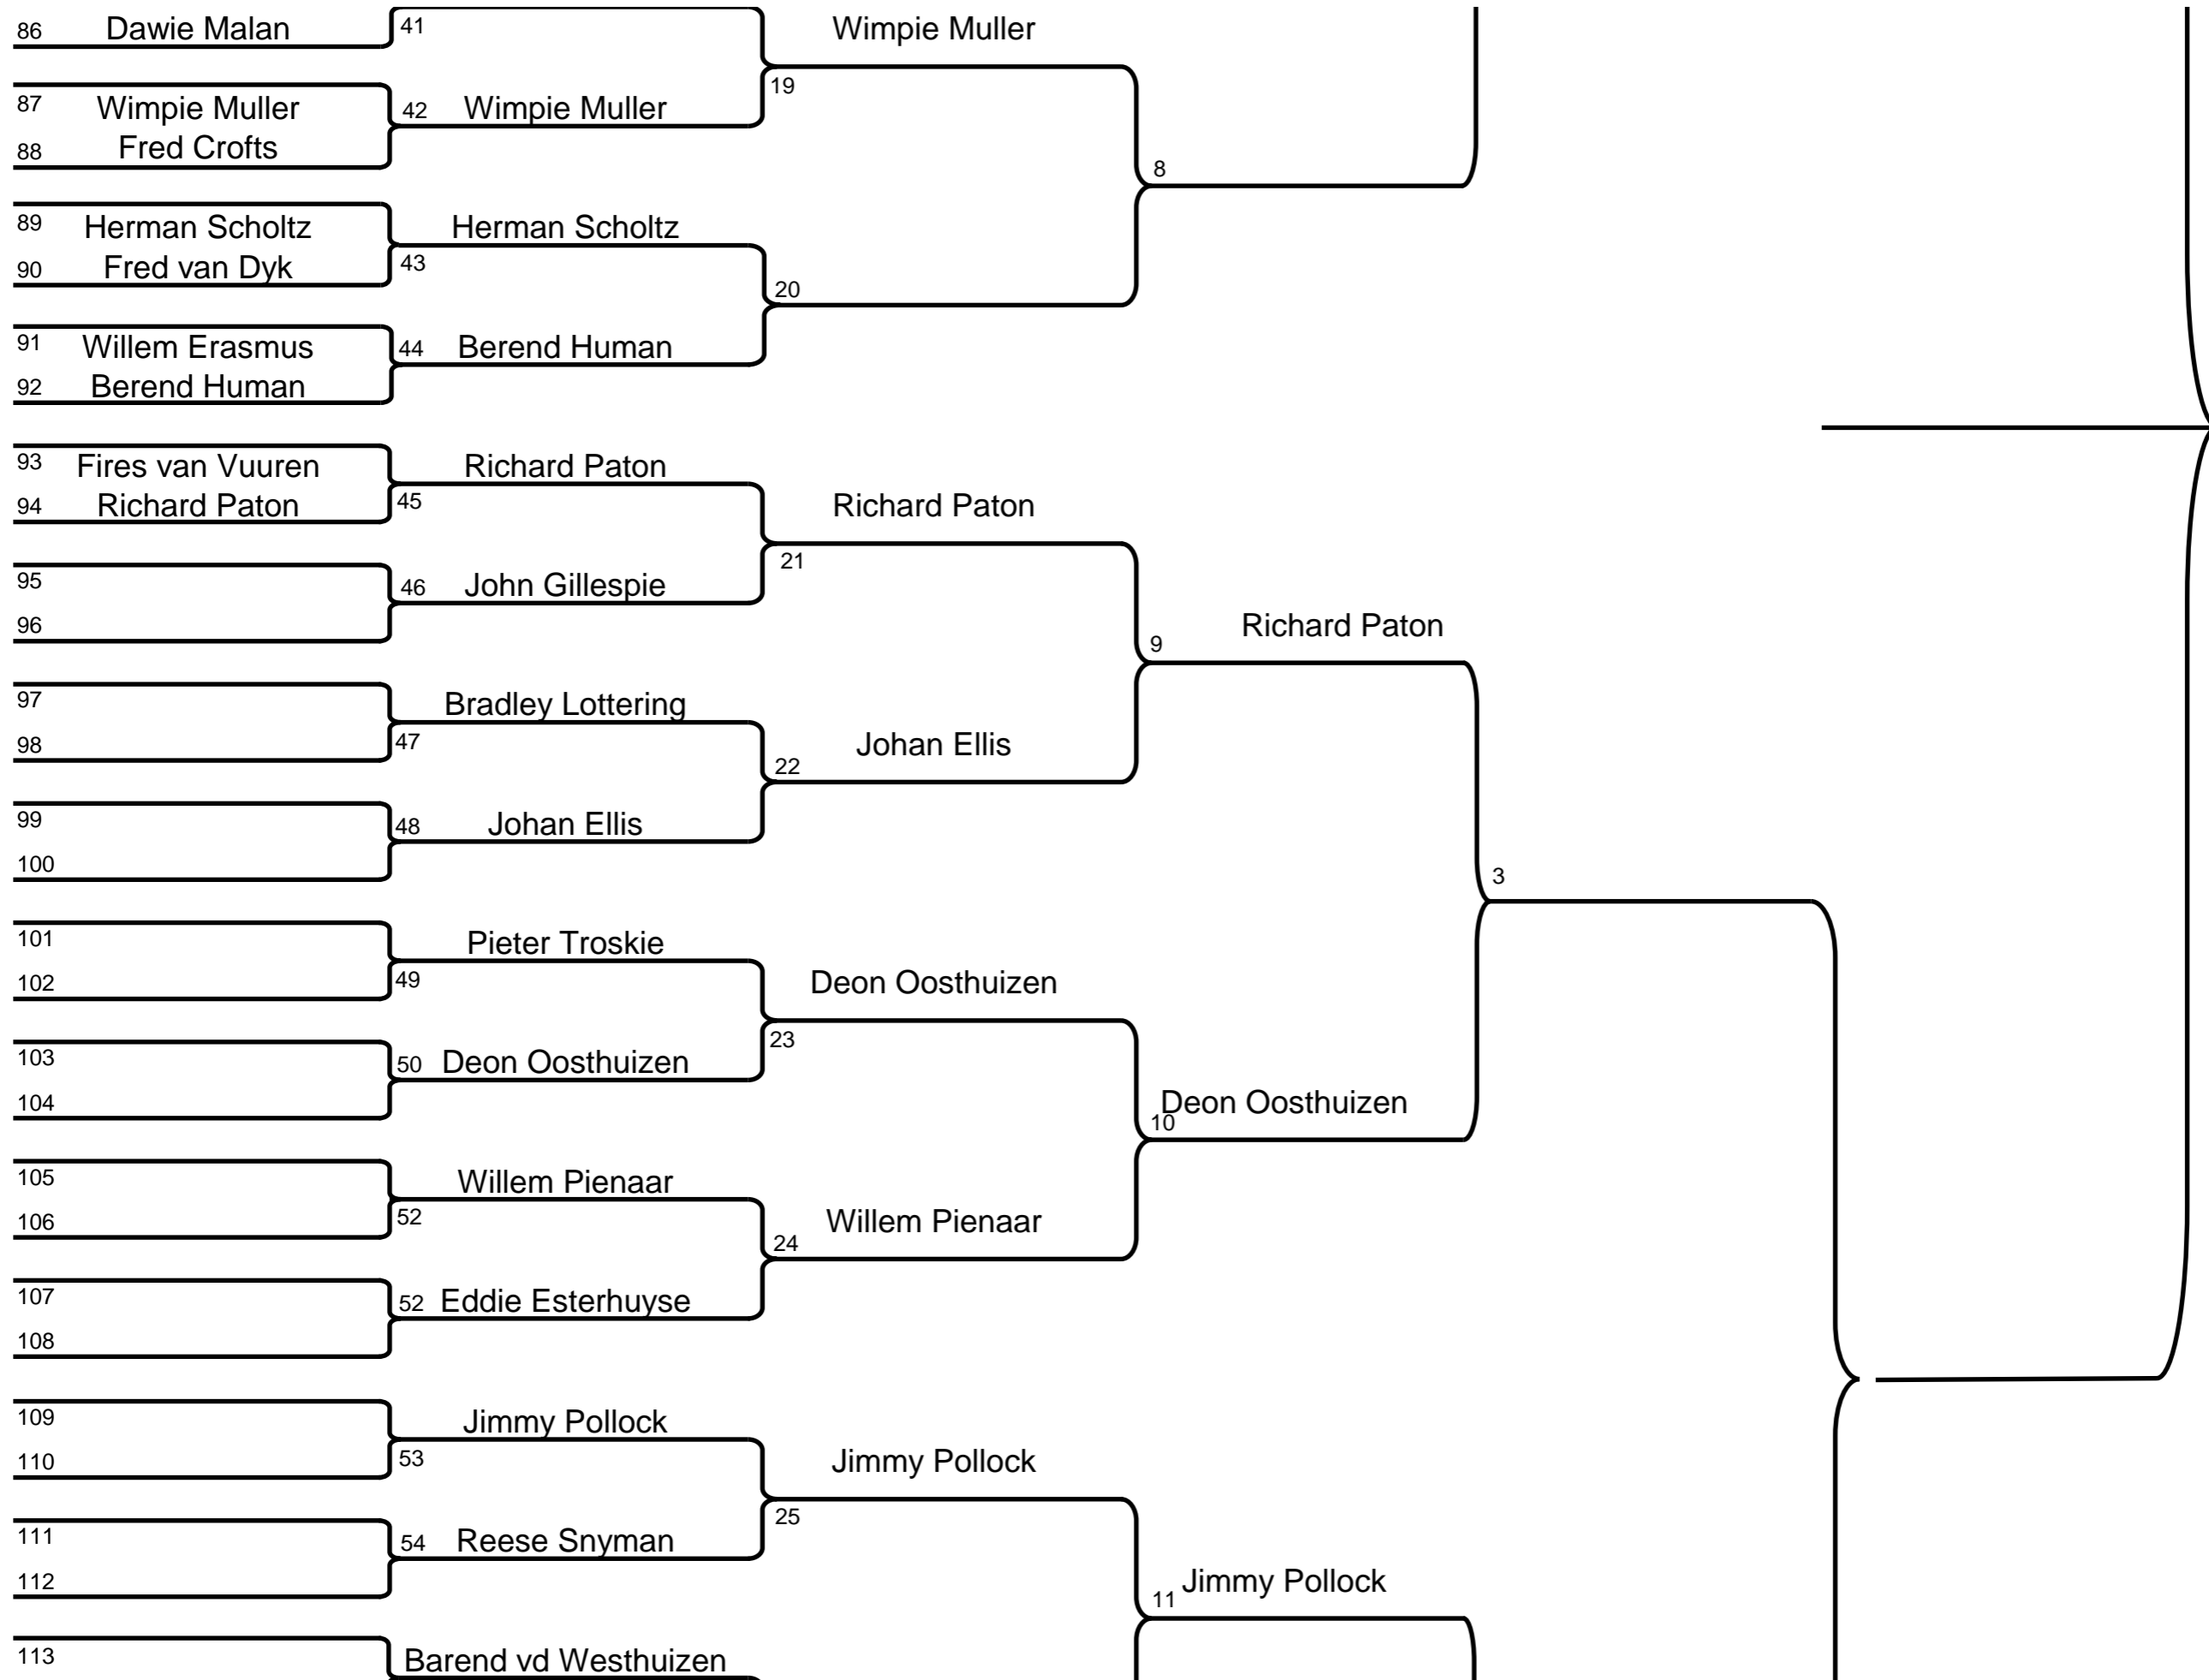 86 Dawie Malan 41 Wimpie Muller
19
87 Wimpie Muller 42 Wimpie Muller
88 Fred Crofts
8
89 Herman Scholtz Herman Scholtz
90 Fred van Dyk 43
20
91 Willem Erasmus 44 Berend Human
92 Berend Human
93 Fires van Vuuren Richard Paton
94 Richard Paton 45 Richard Paton
21
95 46 John Gillespie
96 Richard Paton
9
97 Bradley Lottering
98 47 Johan Ellis
22
99 48 Johan Ellis
100
3
101 Pieter Troskie
102 49 Deon Oosthuizen
23
103 50 Deon Oosthuizen
104 Deon Oosthuizen
10
105 Willem Pienaar
106 52 Willem Pienaar
24
107 52 Eddie Esterhuyse
108
109 Jimmy Pollock
110 53 Jimmy Pollock
25
111 54 Reese Snyman
112 Jimmy Pollock
11
113 Barend vd Westhuizen